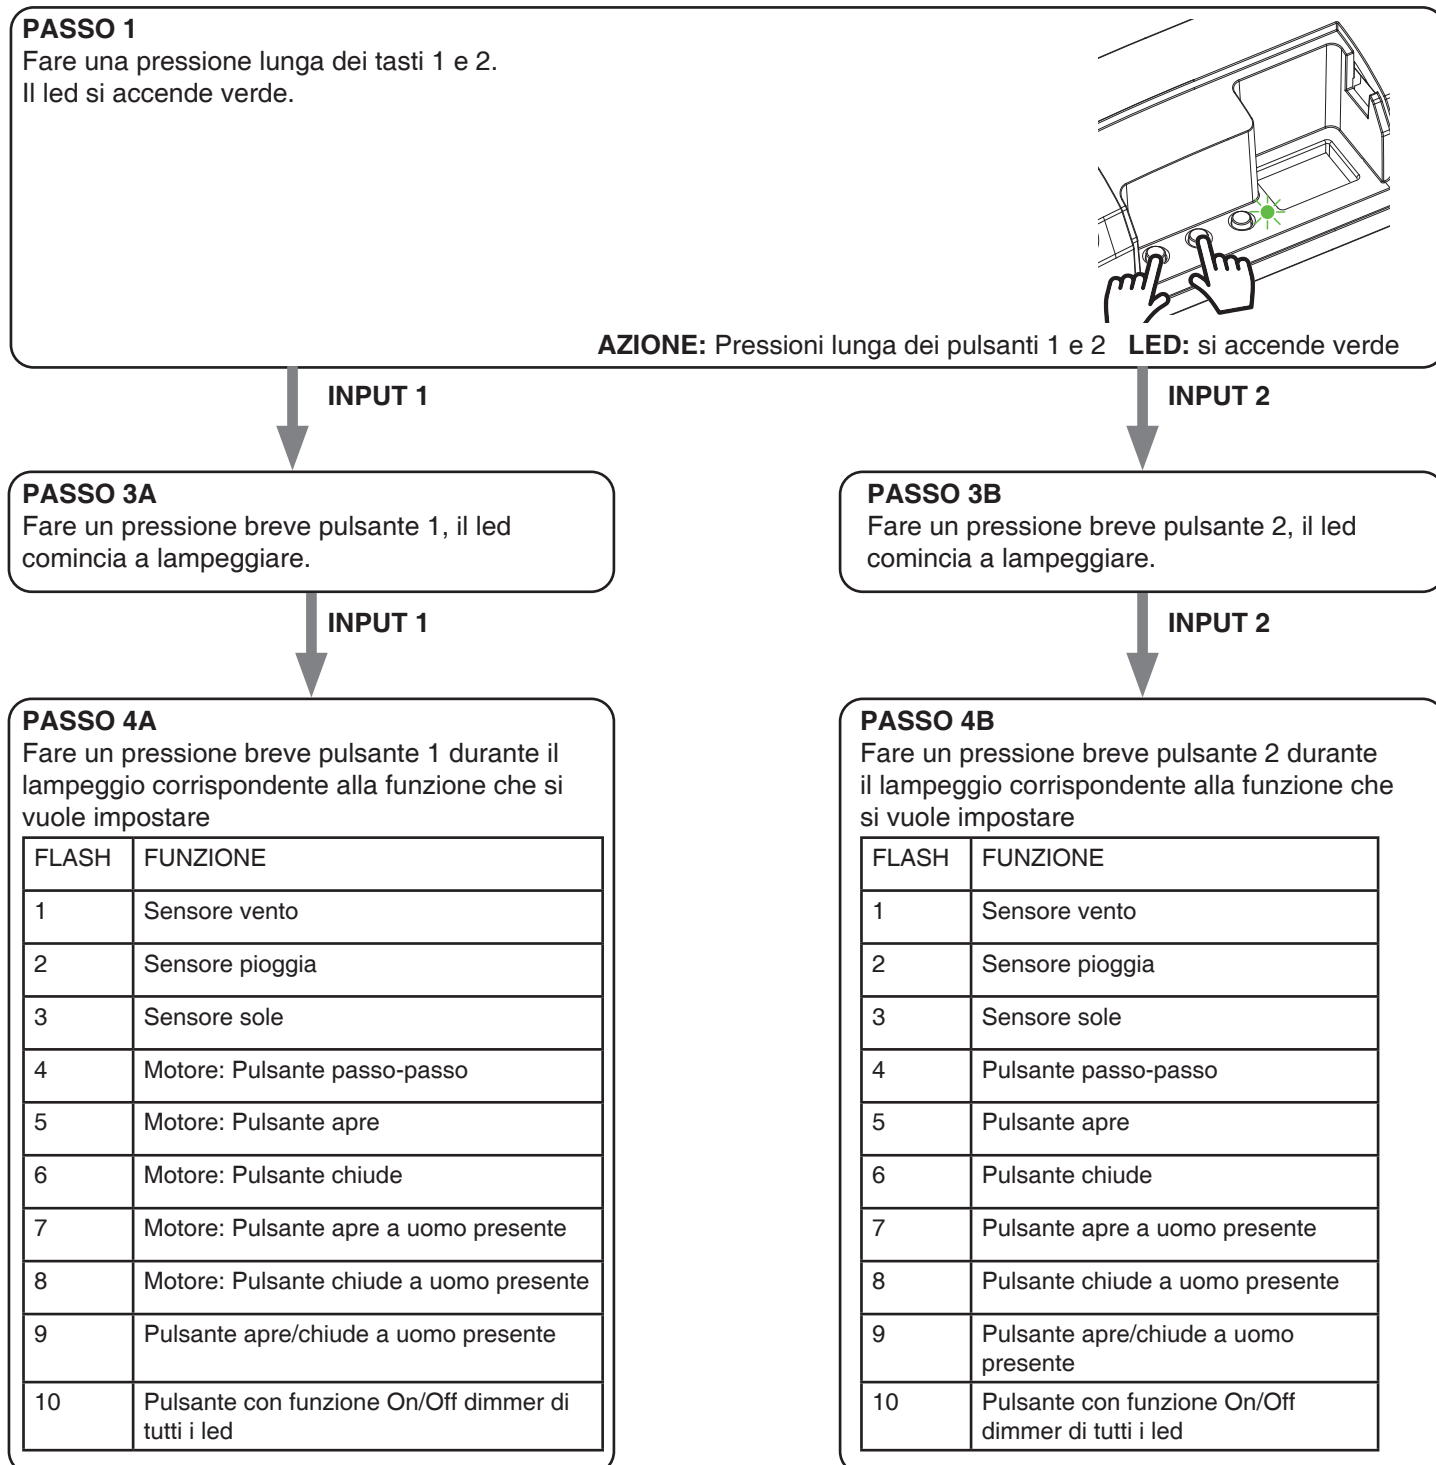 PASSO 1
Fare una pressione lunga dei tasti 1 e 2.
Il led si accende verde.
AZIONE: Pressioni lunga dei pulsanti 1 e 2 LED: si accende verde
INPUT 1
INPUT 2
PASSO 3A
Fare un pressione breve pulsante 1, il led
comincia a lampeggiare.
PASSO 3B
Fare un pressione breve pulsante 2, il led
comincia a lampeggiare.
INPUT 1
INPUT 2
PASSO 4A
Fare un pressione breve pulsante 1 durante il
lampeggio corrispondente alla funzione che si
vuole impostare
FLASH FUNZIONE
1 Sensore vento
2 Sensore pioggia
3 Sensore sole
4 Motore: Pulsante passo-passo
5 Motore: Pulsante apre
6 Motore: Pulsante chiude
7 Motore: Pulsante apre a uomo presente
8 Motore: Pulsante chiude a uomo presente
9 Pulsante apre/chiude a uomo presente
10 Pulsante con funzione On/Off dimmer di
tutti i led
PASSO 4B
Fare un pressione breve pulsante 2 durante
il lampeggio corrispondente alla funzione che
si vuole impostare
FLASH FUNZIONE
1 Sensore vento
2 Sensore pioggia
3 Sensore sole
4 Pulsante passo-passo
5 Pulsante apre
6 Pulsante chiude
7 Pulsante apre a uomo presente
8 Pulsante chiude a uomo presente
9 Pulsante apre/chiude a uomo
presente
10 Pulsante con funzione On/Off
dimmer di tutti i led